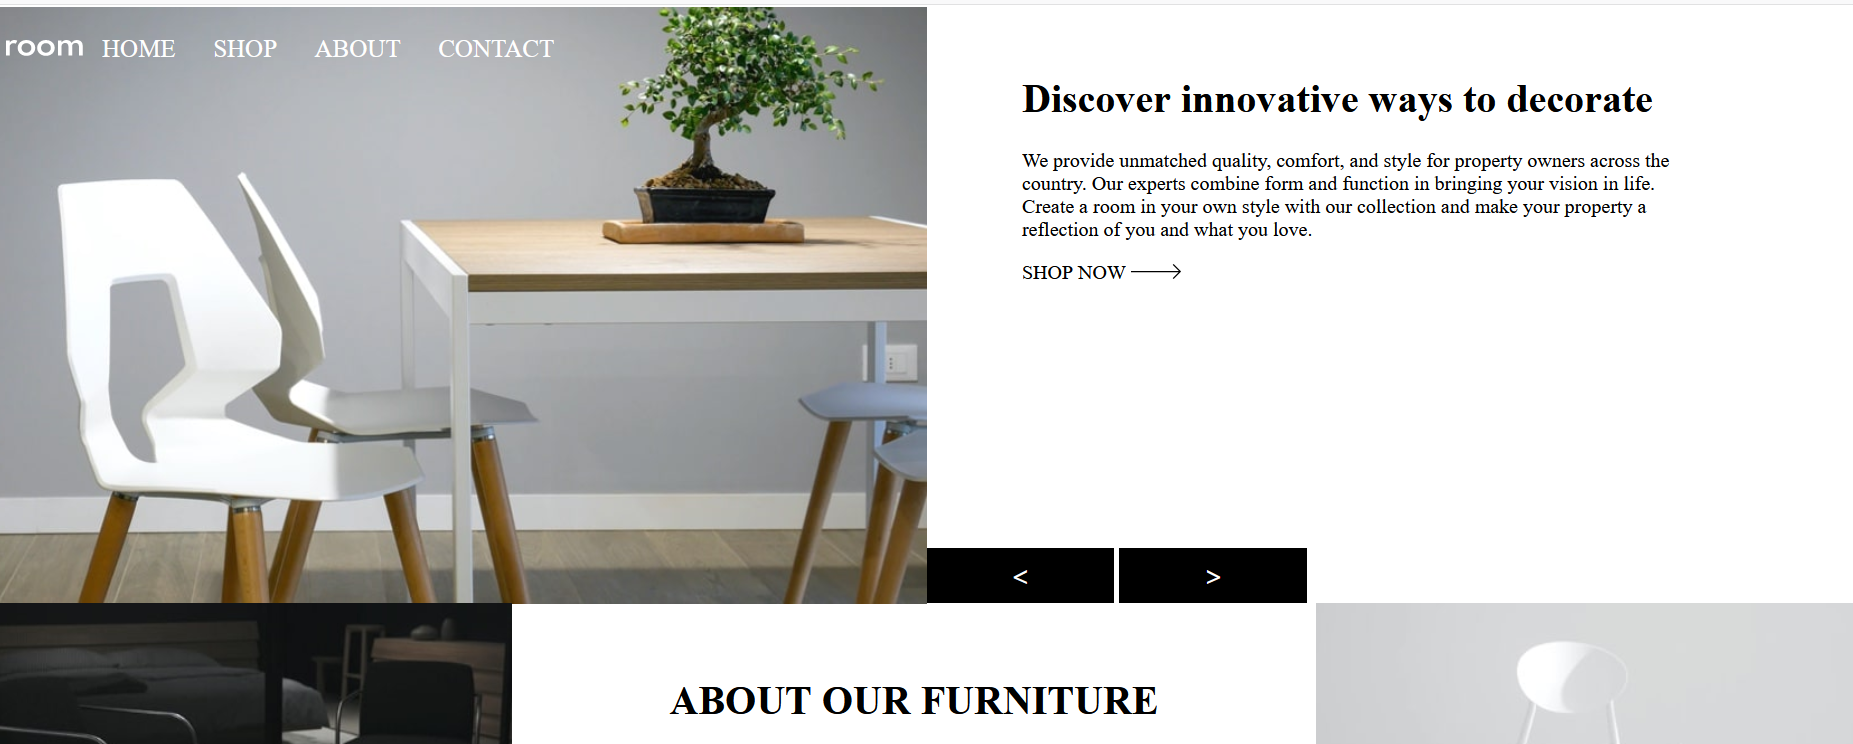 room HOME SHOP ABOUT CONTACT
Discover innovative ways to decorate
We provide unmatched quality, comfort, and style for property owners across the
country. Our experts combine form and function in bringing your vision in life.
Create a room in your own style with our collection and make your property a
reflection of you and what you love.
SHOP NOW
< >
ABOUT OUR FURNITURE